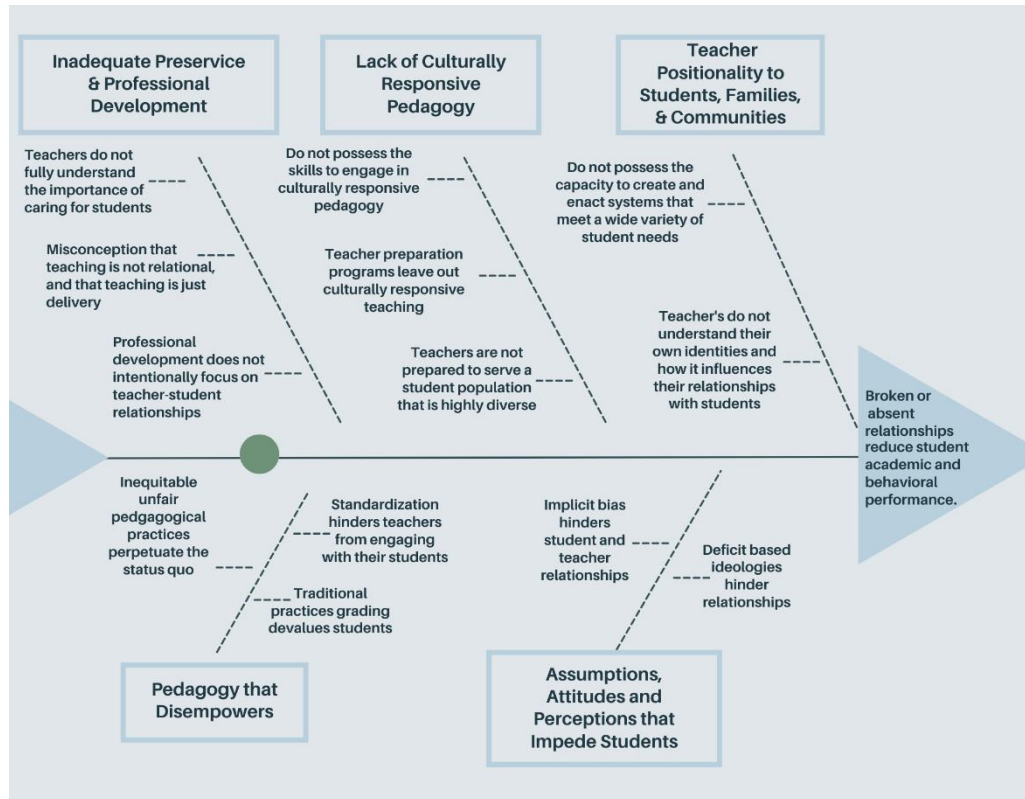 Inadequate Preservice
& Professional
Development
Lack of Culturally
Responsive
Pedagogy
Teacher
Positionality to
Students, Families,
& Communities
Teachers do not
fully understand
the importance of
caring for students
Misconception that
teaching is not relational,
and that teaching is just
delivery
Professional
development does not
intentionally focus on
teacher-student
relationships
Do not possess the
skills to engage in
culturally responsive
pedagogy
Teacher preparation
programs leave out
culturally responsive
teaching
Teachers are not
prepared to serve a
student population
that is highly diverse
Do not possess the
capacity to create and
enact systems that
meet a wide variety of
student needs
Teacher's do not
understand their
own identities and
how it influences
their relationships
with students
Broken or
absent
relationships
reduce student
academic and
behavioral
performance.
Inequitable
unfair
pedgagogical
practices
perpetuate the
status quo
Standardization
hinders teachers
from engaging
with their students
Traditional
practices grading
devalues students
Implicit bias
hinders
student and
teacher
relationships
Deficit based
ideologies
hinder
relationships
Pedagogy that
Disempowers
Assumptions,
Attitudes and
Perceptions that
Impede Students